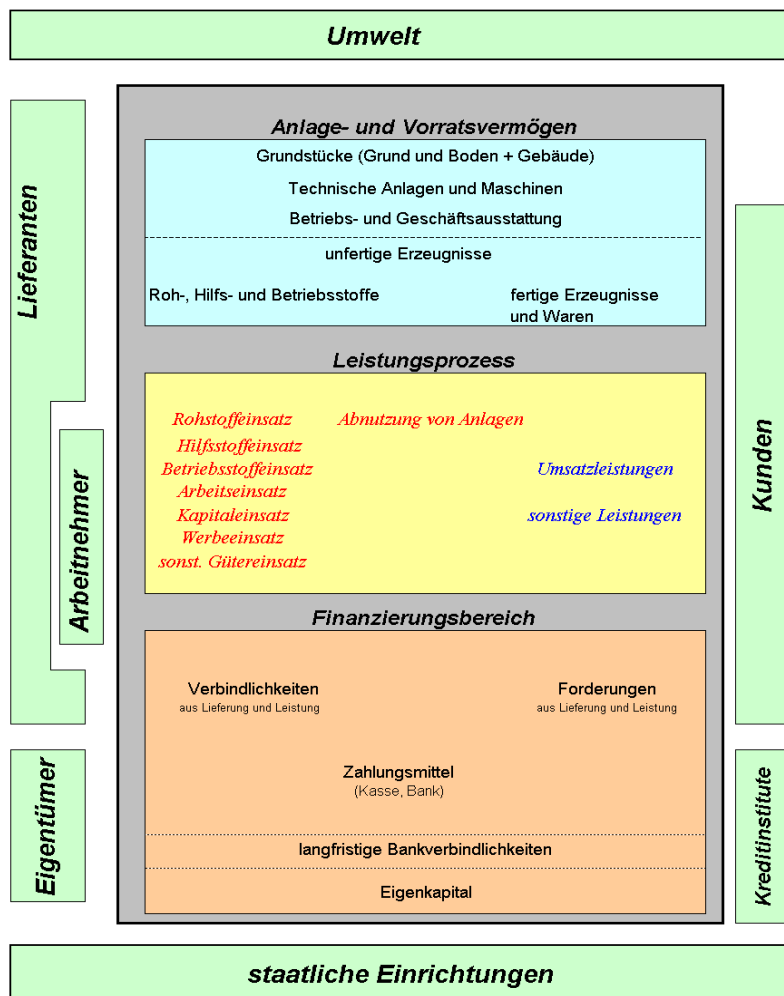 Umwelt
Lieferanten
Arbeitnehmer
Eigentümer
Anlage- und Vorratsvermögen
Grundstücke (Grund und Boden + Gebäude)
Technische Anlagen und Maschinen
Betriebs- und Geschäftsausstattung
unfertige Erzeugnisse
Roh-, Hilfs- und Betriebsstoffe
fertige Erzeugnisse
und Waren
Leistungsprozess
Rohstoffeinsatz
Hilfsstoffeinsatz
Betriebsstoffeinsatz
Arbeitseinsatz
Kapitaleinsatz
Werbeeinsatz
sonst. Gütereinsatz
Abnutzung von Anlagen
Umsatzleistungen
sonstige Leistungen
Finanzierungsbereich
Verbindlichkeiten
aus Lieferung und Leistung
Forderungen
aus Lieferung und Leistung
Zahlungsmittel
(Kasse, Bank)
langfristige Bankverbindlichkeiten
Eigenkapital
Kunden
Kreditinstitute
staatliche Einrichtungen